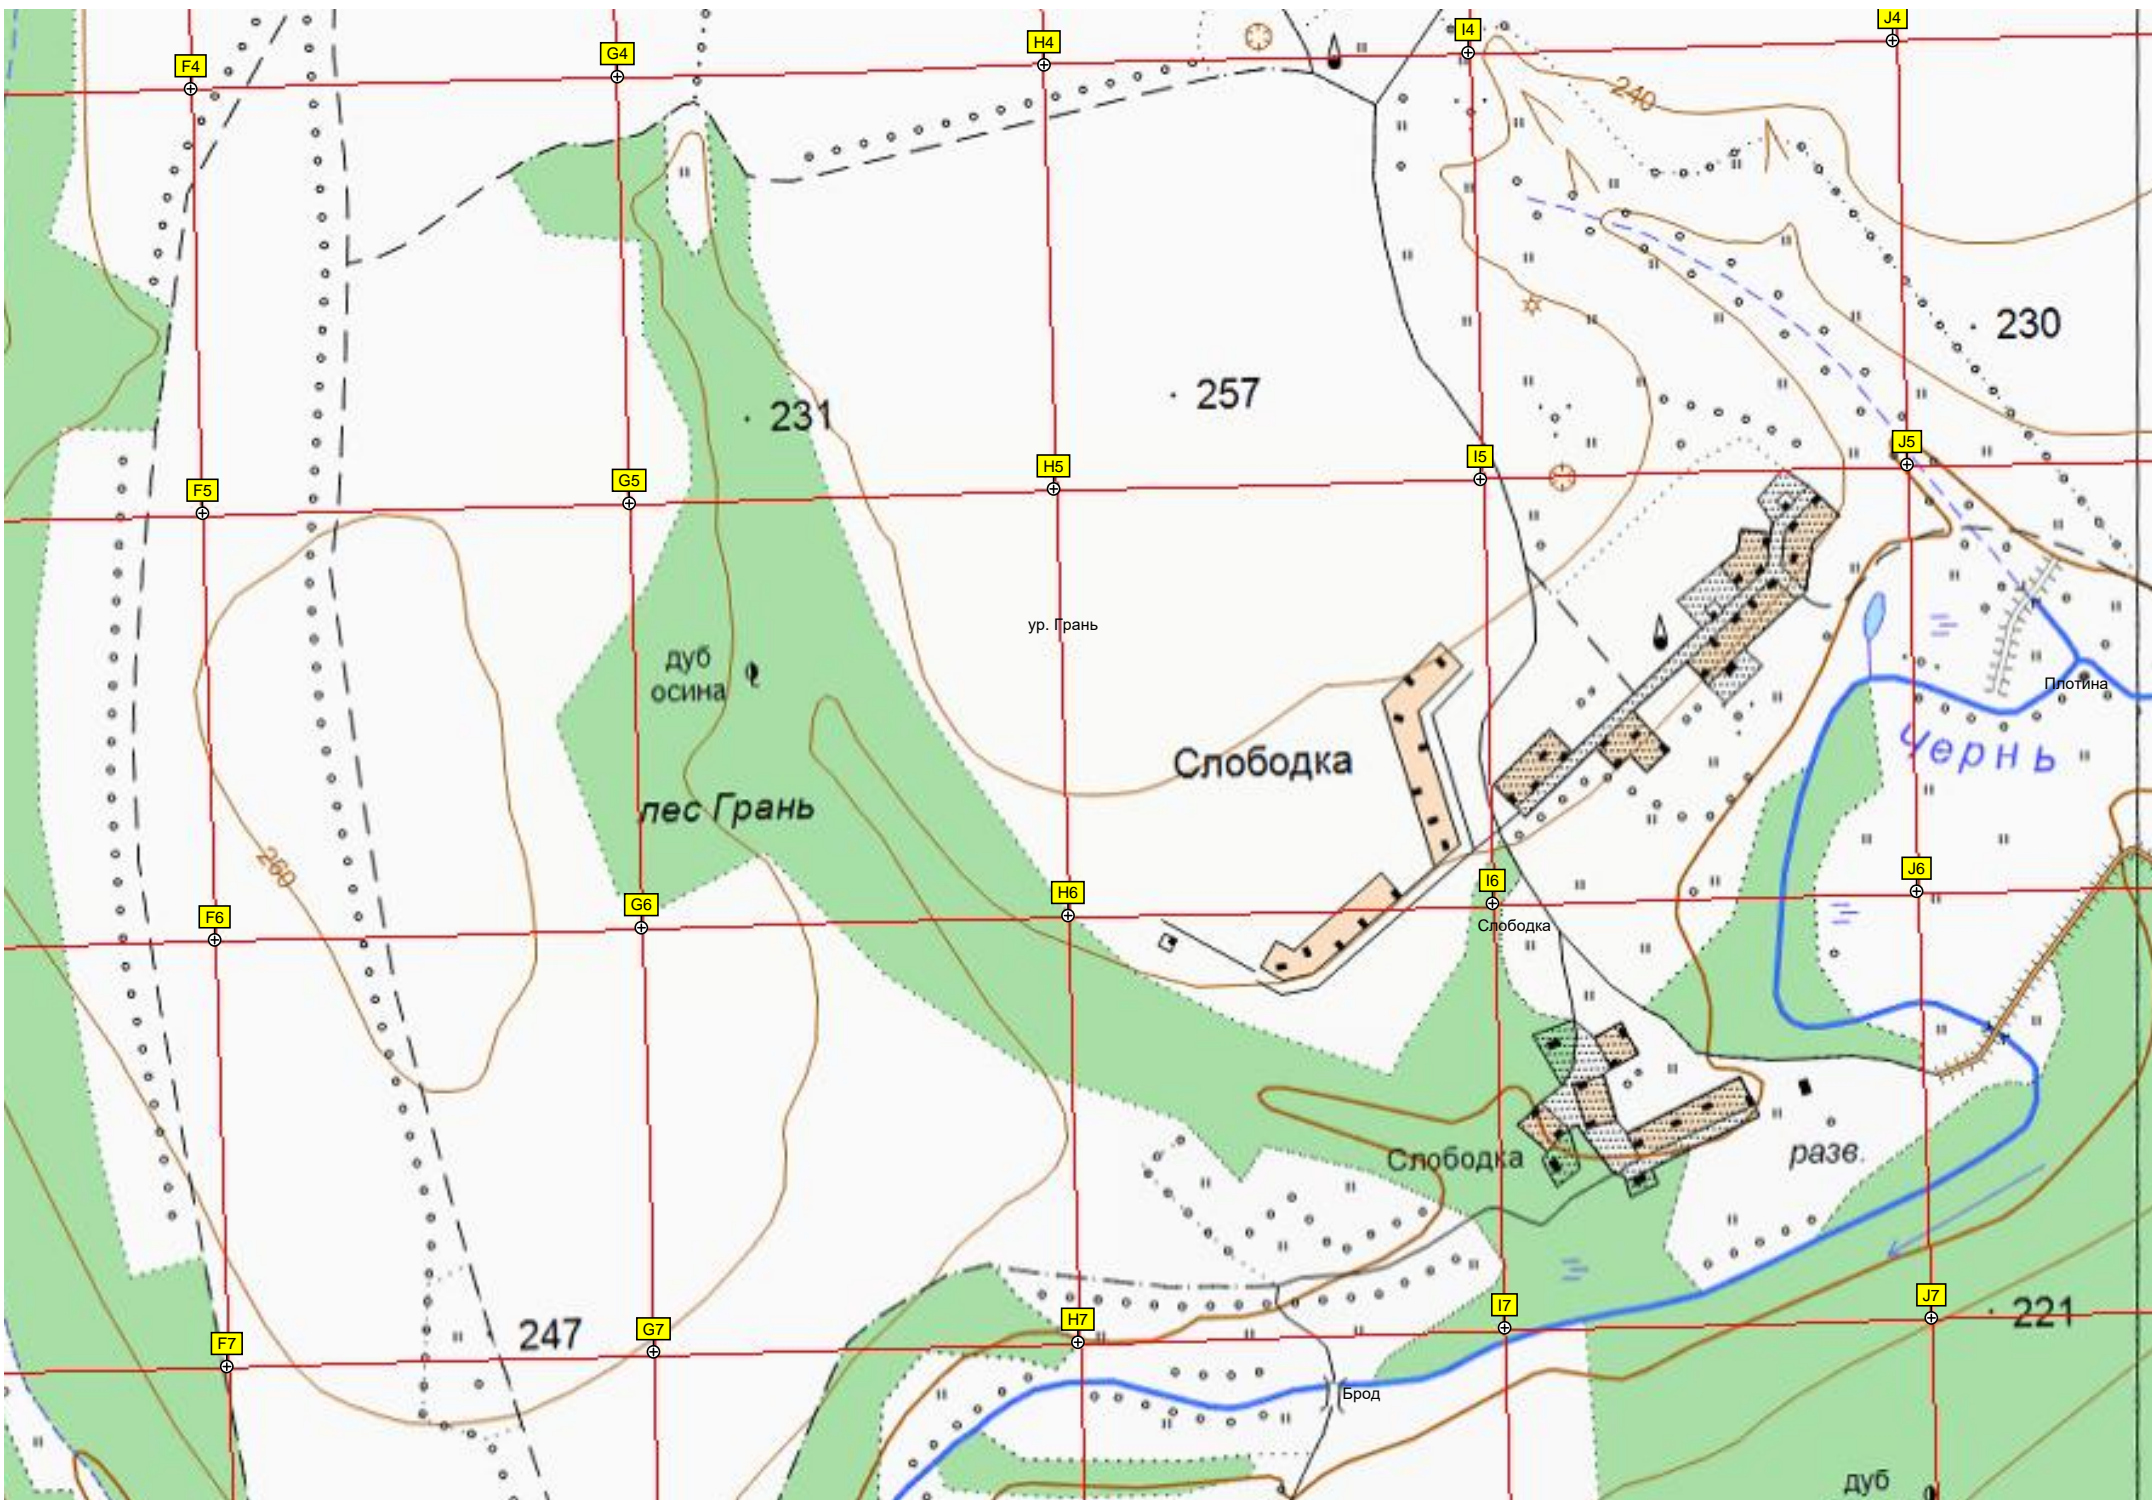 F4
G4
H4
I4
J4
240
230
257
231
F5
G5
H5
I5
J5
ур. Грань
дуб
осина
Плотина
Чернь
Слободка
лес Грань
260
F6
G6
H6
I6
J6
Слободка
Слободка
разв.
247
221
F7
G7
H7
I7
J7
Брод
дуб